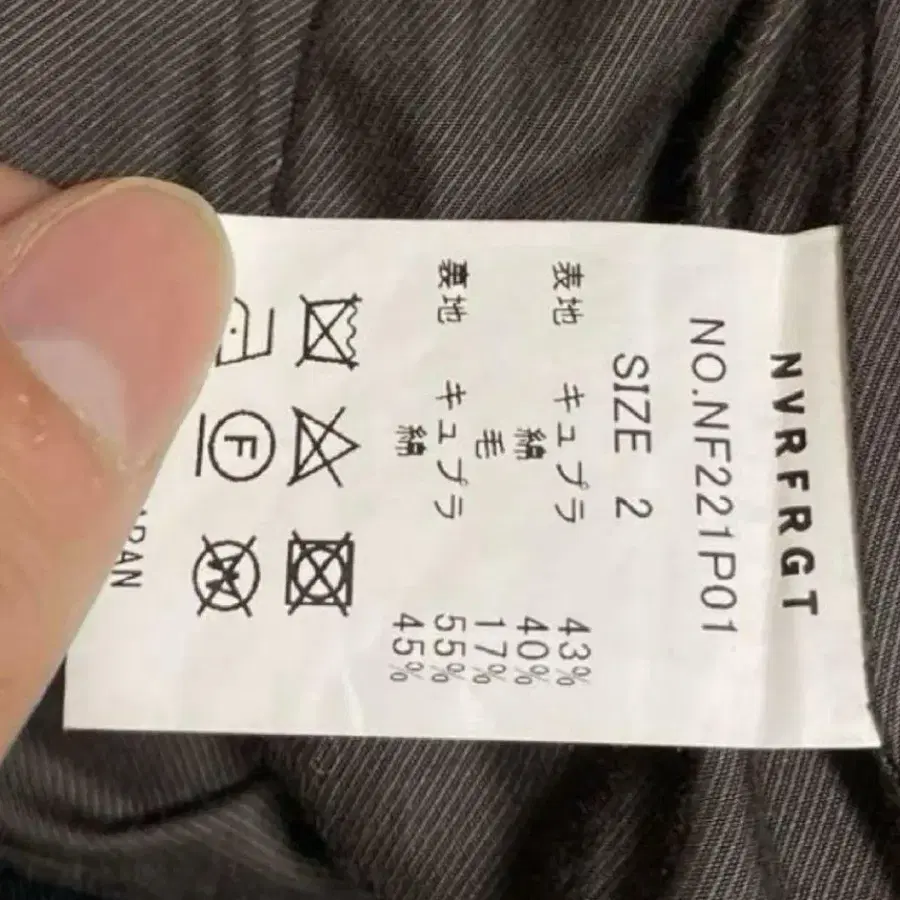 NVRFRGT
NO.NF221P01
SIZE 2
表地 キュプラ 43%
綿 40%
毛 17%
裏地 キュプラ 55%
綿 45%
F
W